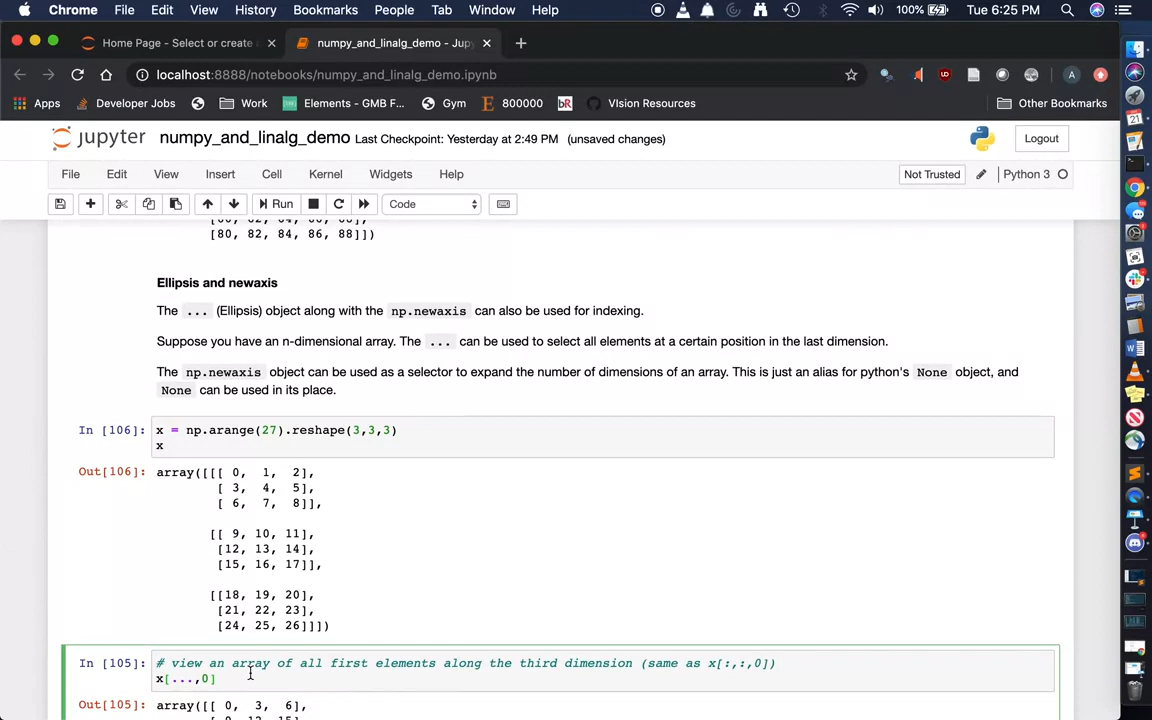 Chrome File Edit View History Bookmarks People Tab Window Help 100% Tue 6:25 PM
Home Page - Select or create
numpy_and_linalg_demo - Jupy
localhost:8888/notebooks/numpy_and_linalg_demo.ipynb
Apps Developer Jobs Work Elements - GMB F... Gym E 800000 bR VIsion Resources Other Bookmarks
jupyter numpy_and_linalg_demo Last Checkpoint: Yesterday at 2:49 PM (unsaved changes) Logout
File Edit View Insert Cell Kernel Widgets Help Not Trusted Python 3
Run Code
[80, 82, 84, 86, 88]])
Ellipsis and newaxis
The ... (Ellipsis) object along with the np.newaxis can also be used for indexing.
Suppose you have an n-dimensional array. The ... can be used to select all elements at a certain position in the last dimension.
The np.newaxis object can be used as a selector to expand the number of dimensions of an array. This is just an alias for python's None object, and
None can be used in its place.
In [106]: x = np.arange(27).reshape(3,3,3)
x
Out[106]: array([[[ 0, 1, 2],
[ 3, 4, 5],
[ 6, 7, 8]],
[[ 9, 10, 11],
[12, 13, 14],
[15, 16, 17]],
[[18, 19, 20],
[21, 22, 23],
[24, 25, 26]]])
In [105]: # view an array of all first elements along the third dimension (same as x[:,:,0])
x[...,0]
Out[105]: array([[ 0, 3, 6],